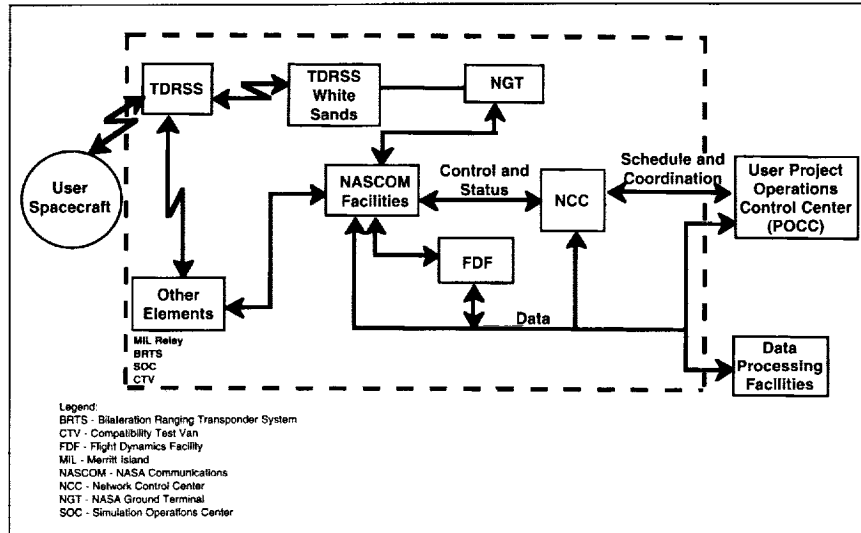 TDRSS
TDRSS
White
Sands
NGT
User
Spacecraft
NASCOM
Facilities
Control and
Status
NCC
Schedule and
Coordination
User Project
Operations
Control Center
(POCC)
FDF
Other
Elements
Data
MIL Relay
BRTS
SOC
CTV
Data
Processing
Facilities
Legend:
BRTS - Bilateration Ranging Transponder System
CTV - Compatibility Test Van
FDF - Flight Dynamics Facility
MIL - Merritt Island
NASCOM - NASA Communications
NCC - Network Control Center
NGT - NASA Ground Terminal
SOC - Simulation Operations Center